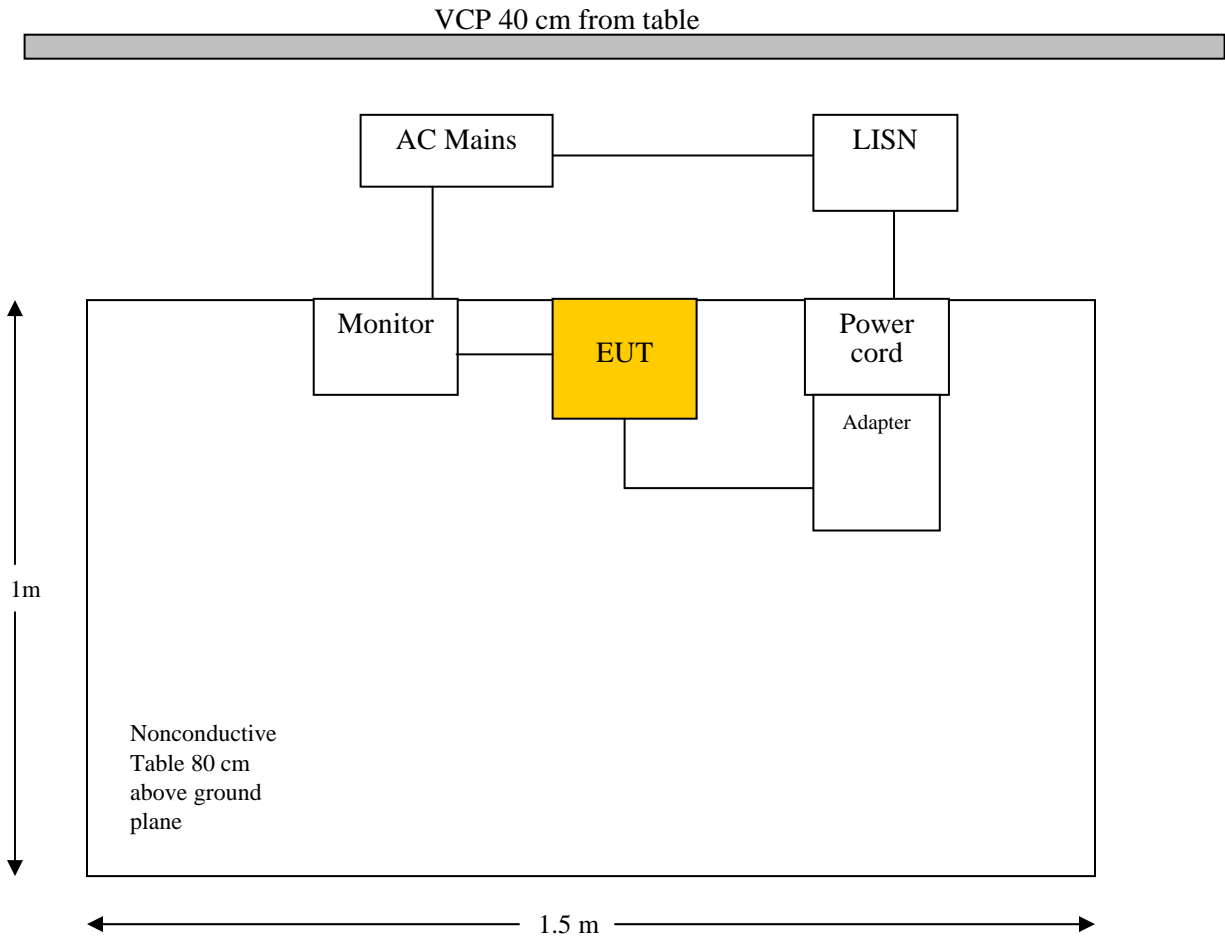 VCP 40 cm from table
AC Mains
LISN
Monitor
EUT
Power
cord
Adapter
1m
Nonconductive
Table 80 cm
above ground
plane
1.5 m